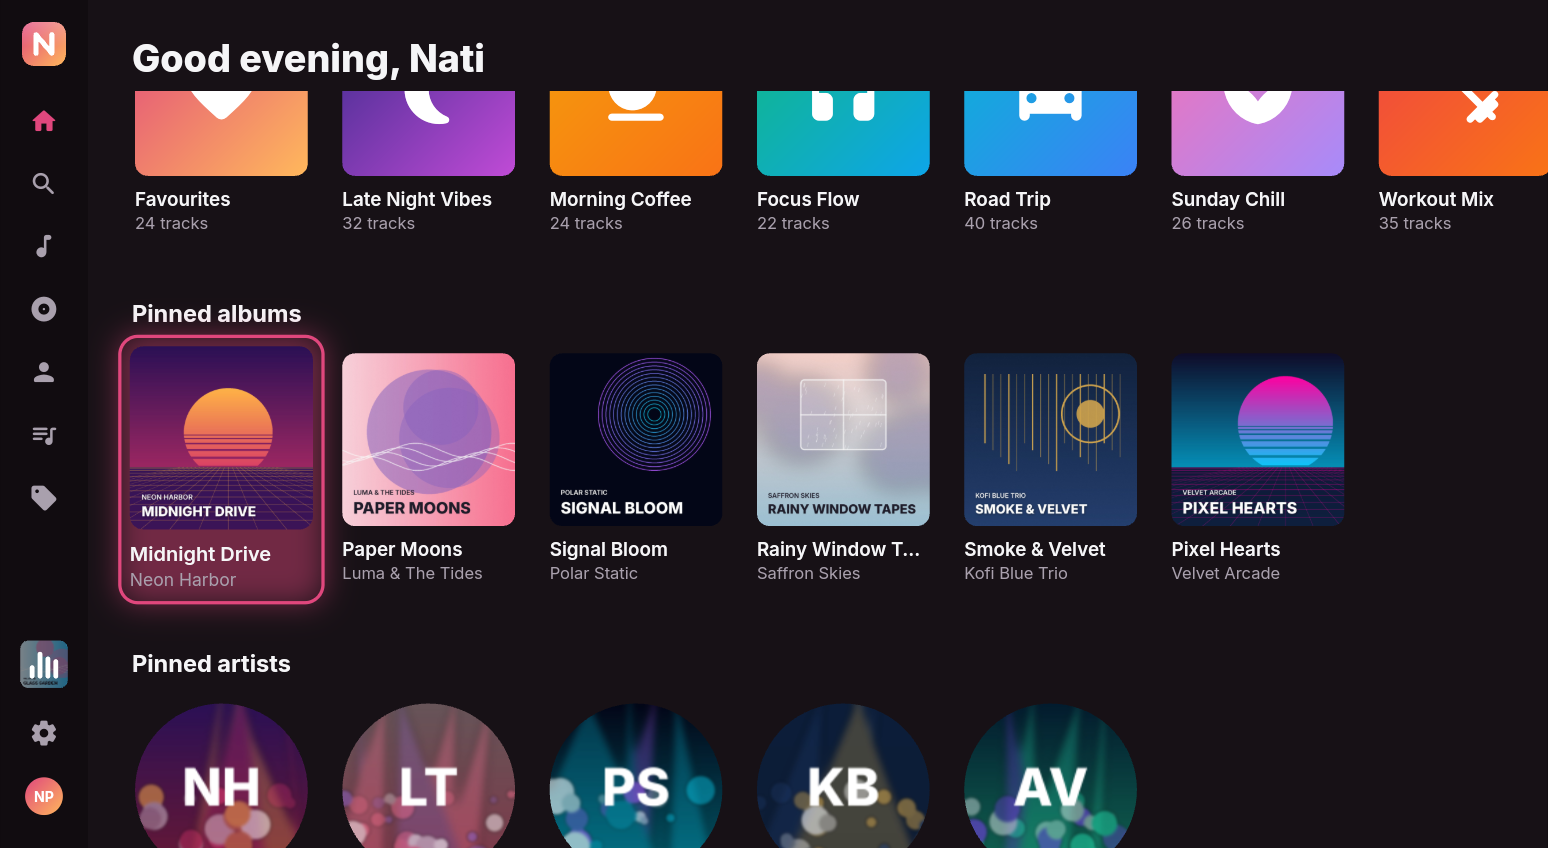 N
Good evening, Nati
Favourites
24 tracks
Late Night Vibes
32 tracks
Morning Coffee
24 tracks
Focus Flow
22 tracks
Road Trip
40 tracks
Sunday Chill
26 tracks
Workout Mix
35 tracks
Pinned albums
NEON HARBOR
MIDNIGHT DRIVE
Midnight Drive
Neon Harbor
LUMA & THE TIDES
PAPER MOONS
Paper Moons
Luma & The Tides
POLAR STATIC
SIGNAL BLOOM
Signal Bloom
Polar Static
SAFFRON SKIES
RAINY WINDOW TAPES
Rainy Window T...
Saffron Skies
KOFI BLUE TRIO
SMOKE & VELVET
Smoke & Velvet
Kofi Blue Trio
VELVET ARCADE
PIXEL HEARTS
Pixel Hearts
Velvet Arcade
Pinned artists
NH
LT
PS
KB
AV
NP